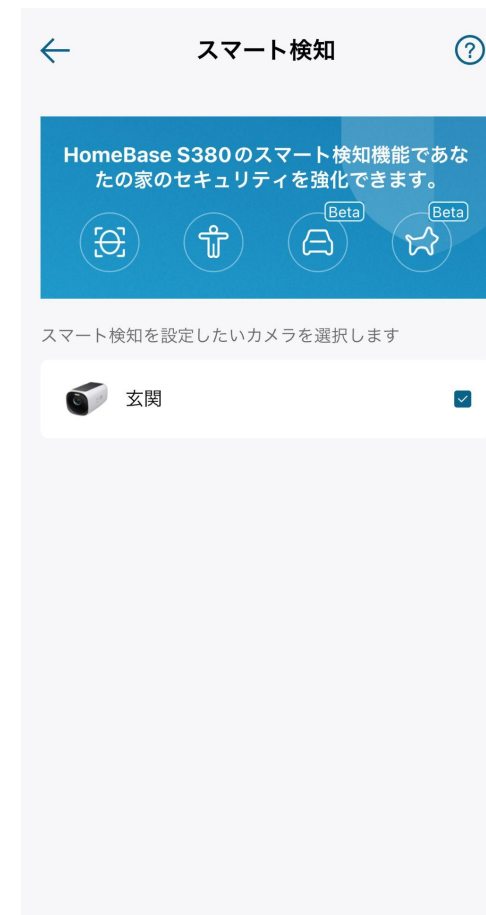 スマート検知
HomeBase S380のスマート検知機能であな
たの家のセキュリティを強化できます。
Beta
Beta
スマート検知を設定したいカメラを選択します
玄関